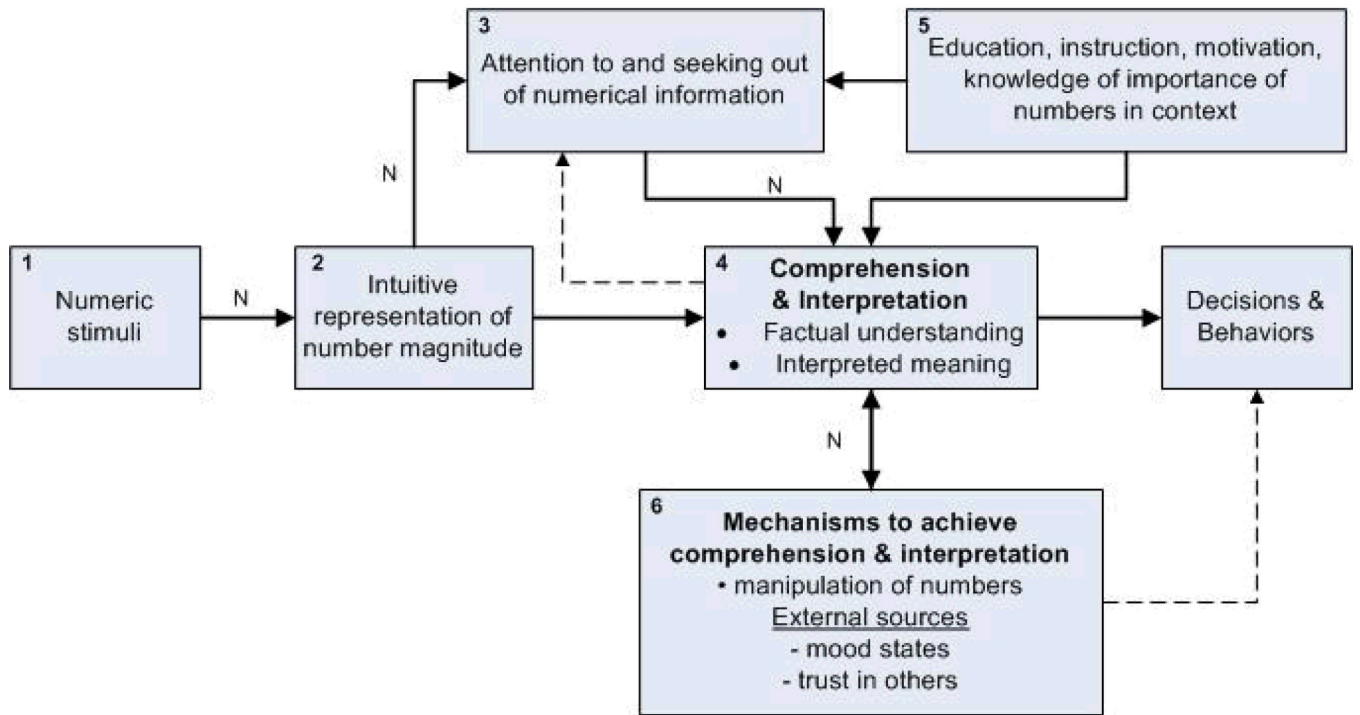 3
Attention to and seeking out
of numerical information
5
Education, instruction, motivation,
knowledge of importance of
numbers in context
N
N
1
Numeric
stimuli
N
2
Intuitive
representation of
number magnitude
4
Comprehension
& Interpretation
• Factual understanding
• Interpreted meaning
Decisions &
Behaviors
N
6
Mechanisms to achieve
comprehension & interpretation
• manipulation of numbers
External sources
- mood states
- trust in others